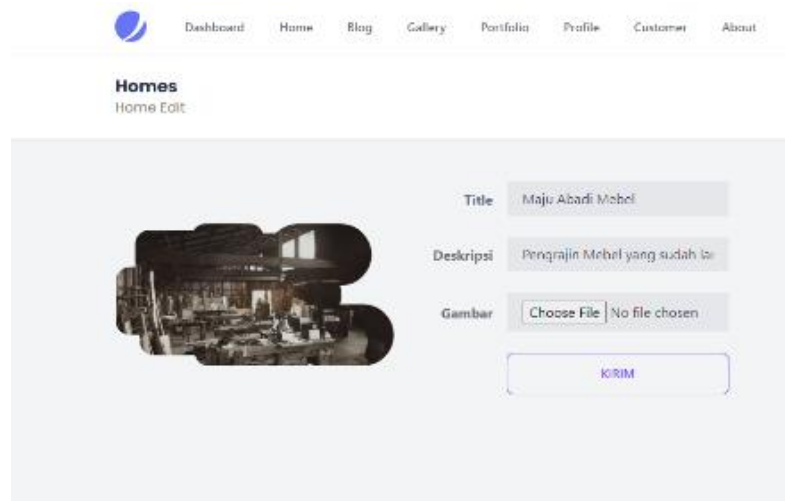 Dashboard Home Blog Gallery Portfolio Profile Customer About
Homes
Home Edit
Title Maju Abadi Mebel
Deskripsi Pengrajin Mebel yang sudah
Gambar Choose File No file chosen
KIRIM